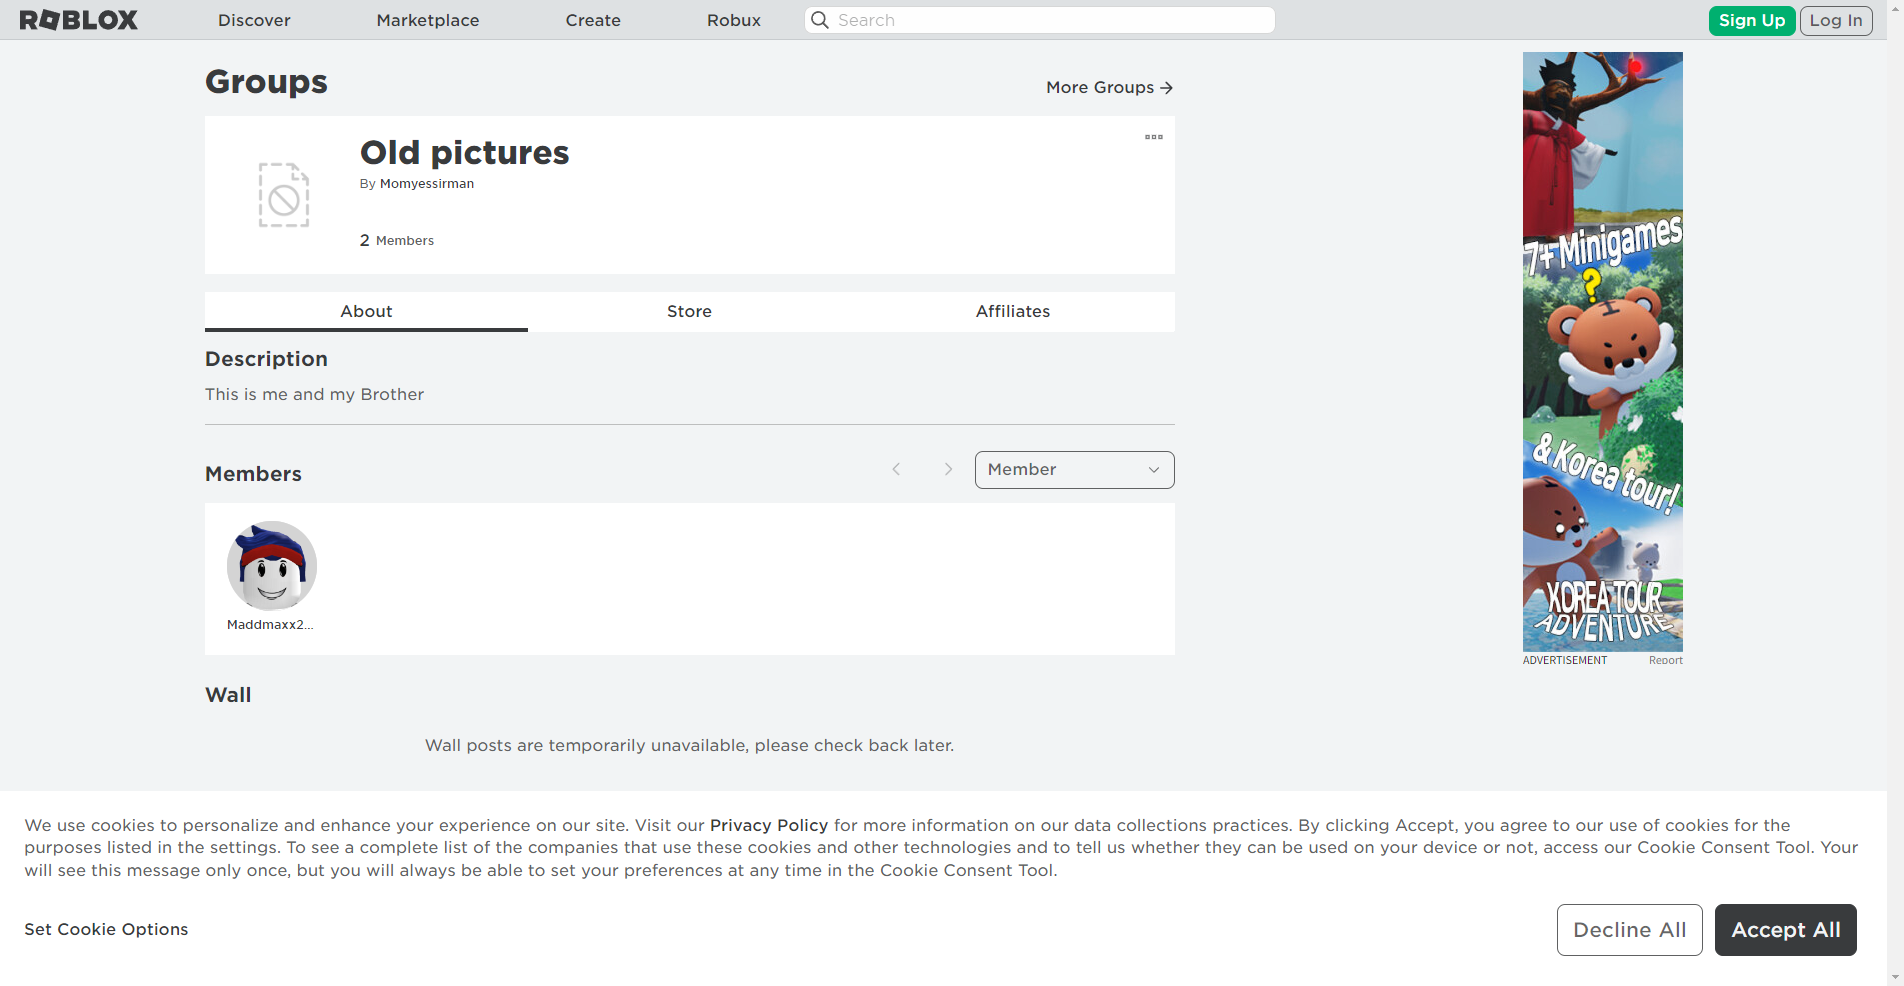 ROBLOX
Discover
Marketplace
Create
Robux
Search
Sign Up
Log In
Groups
More Groups
Old pictures
By Momyessirman
2 Members
About
Store
Affiliates
Description
This is me and my Brother
Members
Member
Maddmaxx2...
Wall
Wall posts are temporarily unavailable, please check back later.
7+ Minigames
?
& Korea tour!
KOREA TOUR
ADVENTURE
ADVERTISEMENT
Report
We use cookies to personalize and enhance your experience on our site. Visit our Privacy Policy for more information on our data collections practices. By clicking Accept, you agree to our use of cookies for the
purposes listed in the settings. To see a complete list of the companies that use these cookies and other technologies and to tell us whether they can be used on your device or not, access our Cookie Consent Tool. Your
will see this message only once, but you will always be able to set your preferences at any time in the Cookie Consent Tool.
Set Cookie Options
Decline All
Accept All